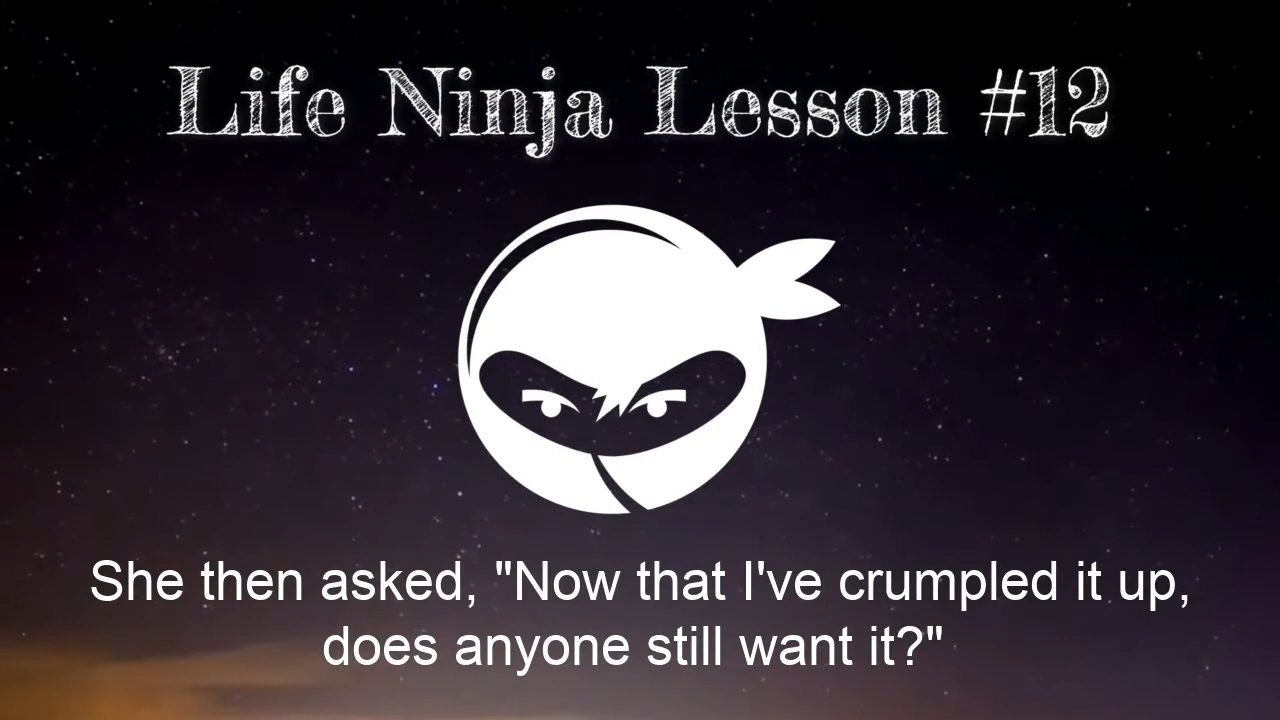 Life Ninja Lesson #12
She then asked, "Now that I've crumpled it up,
does anyone still want it?"